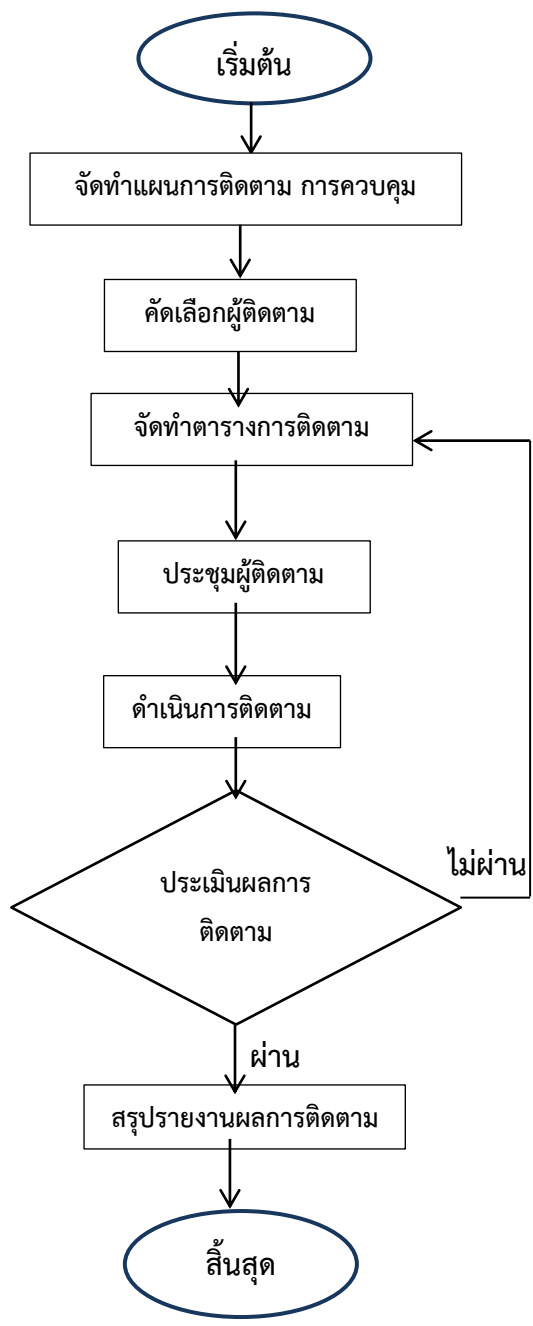 เริ่มต้น
จัดทำแผนการติดตาม การควบคุม
คัดเลือกผู้ติดตาม
จัดทำตารางการติดตาม
ประชุมผู้ติดตาม
ดำเนินการติดตาม
ประเมินผลการ
ติดตาม
ไม่ผ่าน
ผ่าน
สรุปรายงานผลการติดตาม
สิ้นสุด